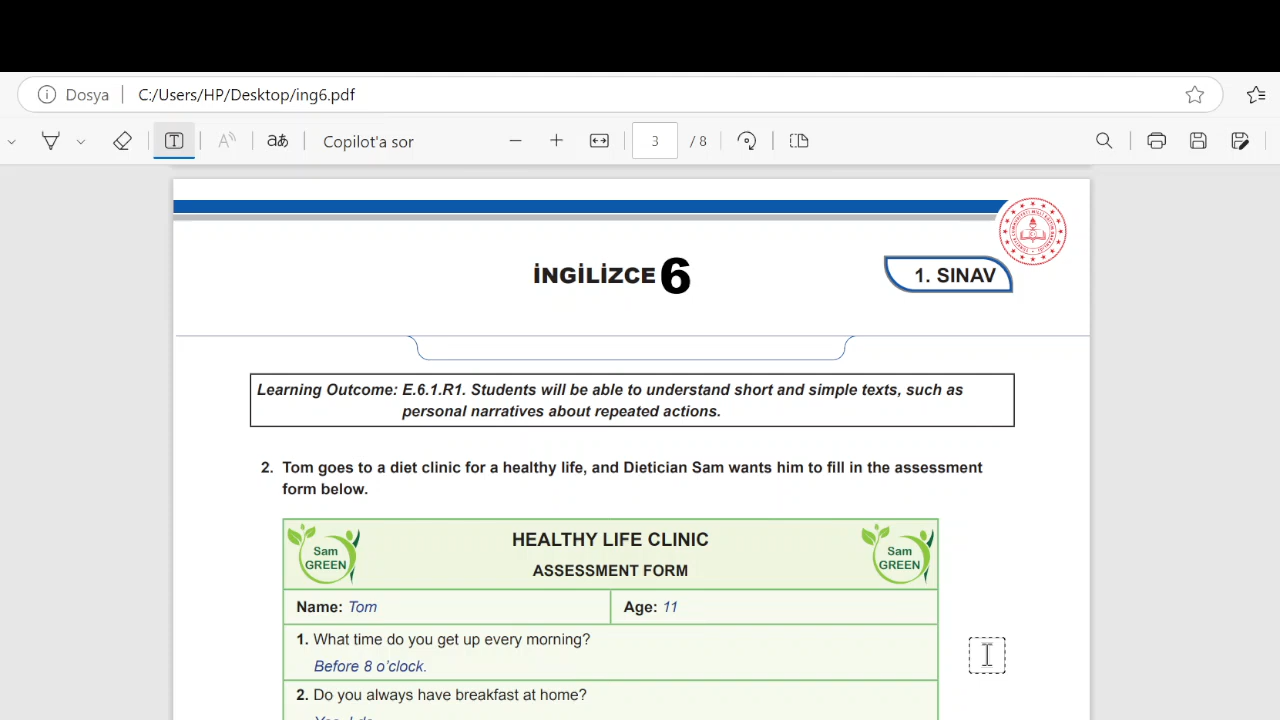 Dosya C:/Users/HP/Desktop/ing6.pdf
aあ Copilot'a sor 3 / 8
İNGİLİZCE 6
1. SINAV
Learning Outcome: E.6.1.R1. Students will be able to understand short and simple texts, such as
personal narratives about repeated actions.
2. Tom goes to a diet clinic for a healthy life, and Dietician Sam wants him to fill in the assessment
form below.
Sam
GREEN
HEALTHY LIFE CLINIC
ASSESSMENT FORM
Sam
GREEN
Name: Tom Age: 11
1. What time do you get up every morning?
Before 8 o'clock.
2. Do you always have breakfast at home?
Yes, I do.